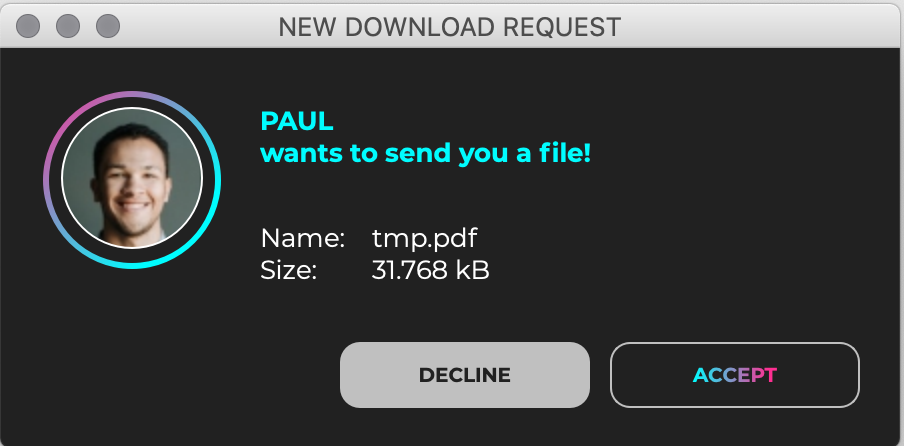 NEW DOWNLOAD REQUEST
PAUL
wants to send you a file!
Name: tmp.pdf
Size: 31.768 kB
DECLINE
ACCEPT